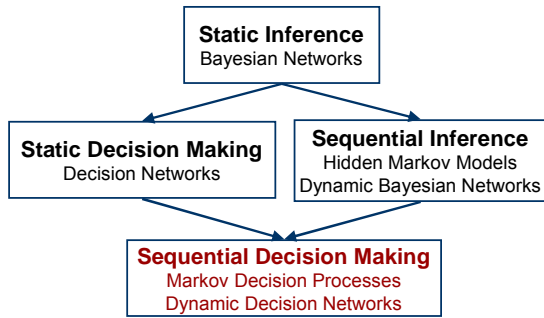 Static Inference
Bayesian Networks
Static Decision Making
Decision Networks
Sequential Inference
Hidden Markov Models
Dynamic Bayesian Networks
Sequential Decision Making
Markov Decision Processes
Dynamic Decision Networks